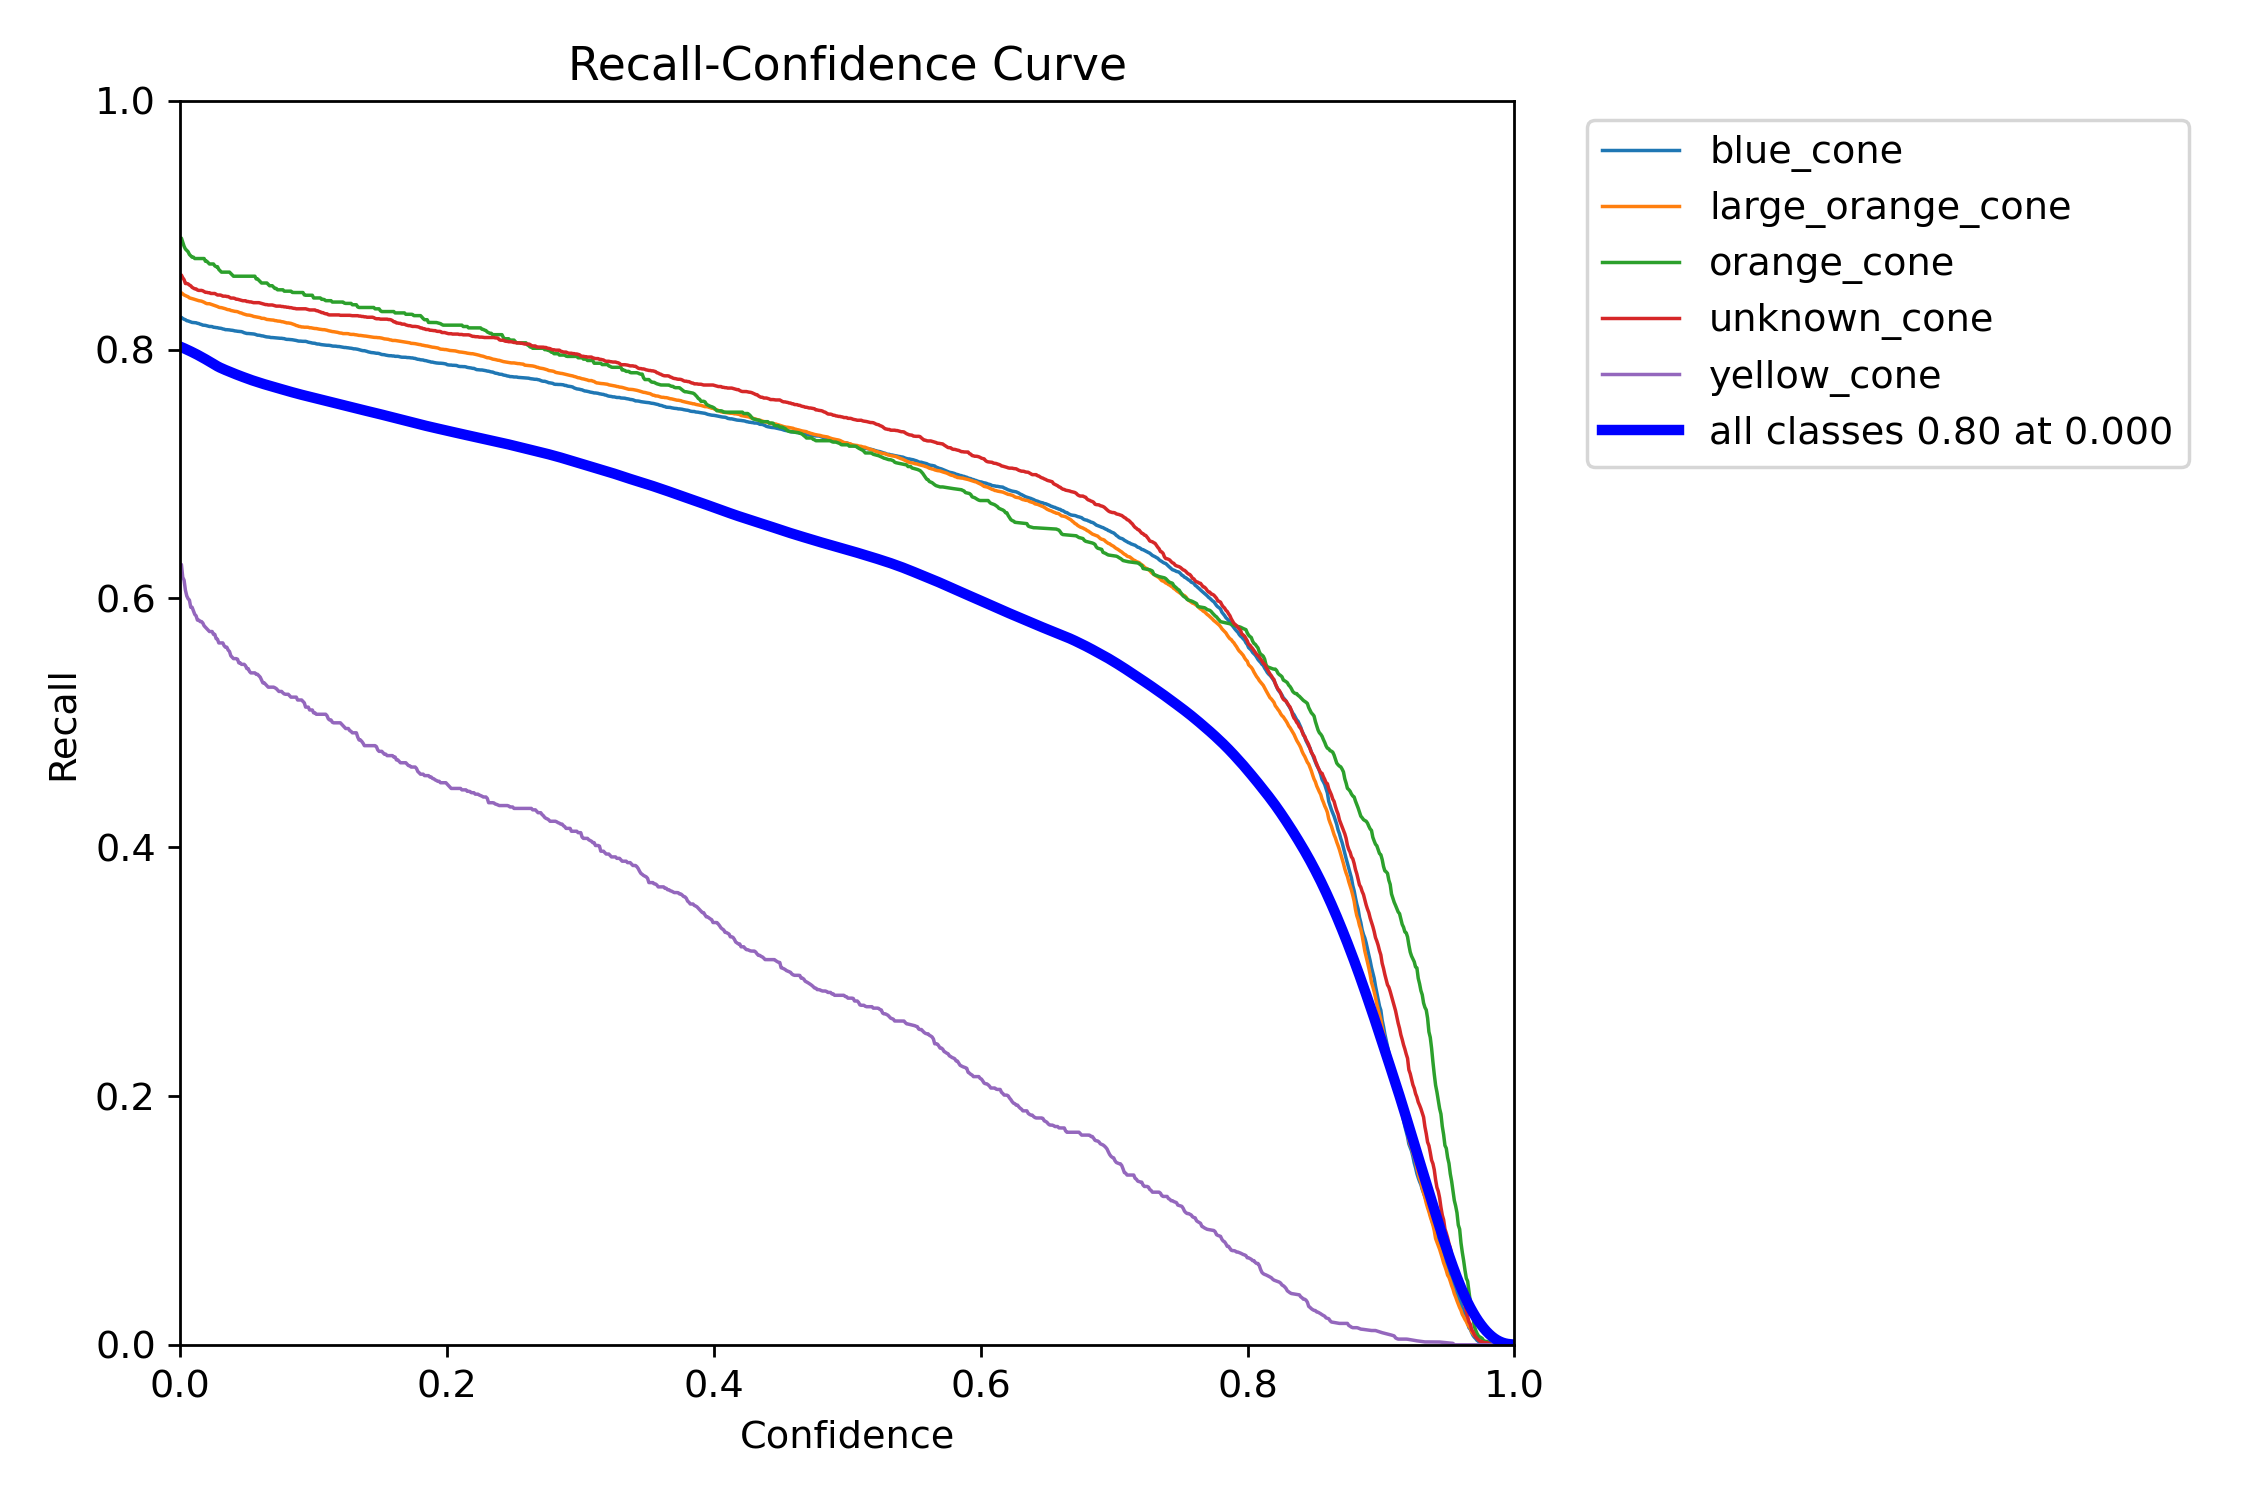 Recall-Confidence Curve
1.0
0.8
0.6
0.4
0.2
0.0
Recall
0.0 0.2 0.4 0.6 0.8 1.0
Confidence
blue_cone
large_orange_cone
orange_cone
unknown_cone
yellow_cone
all classes 0.80 at 0.000